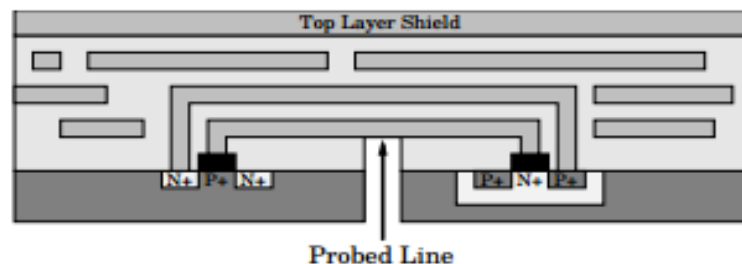 Top Layer Shield
N+ P+ N+ P+ N+ P+
Probed Line